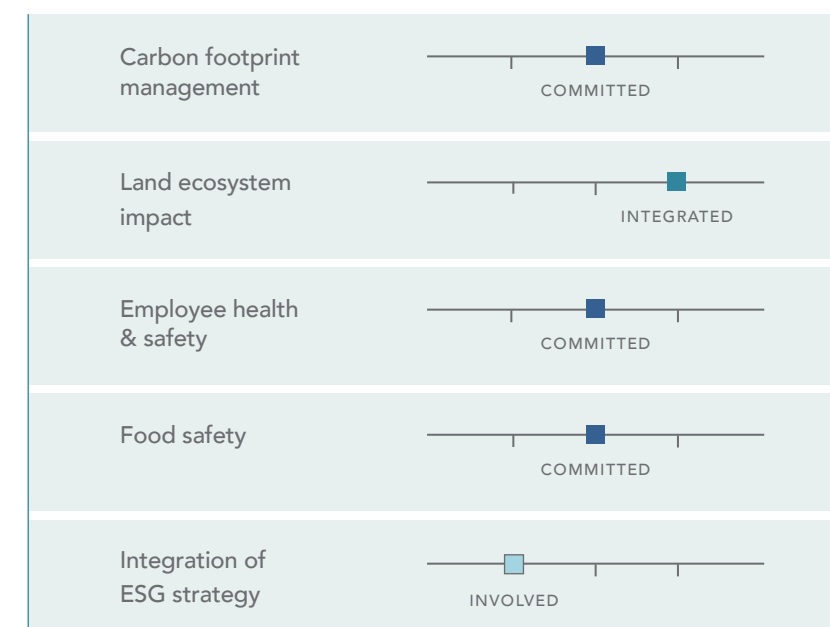 Carbon footprint
management
COMMITTED
Land ecosystem
impact
INTEGRATED
Employee health
& safety
COMMITTED
Food safety
COMMITTED
Integration of
ESG strategy
INVOLVED